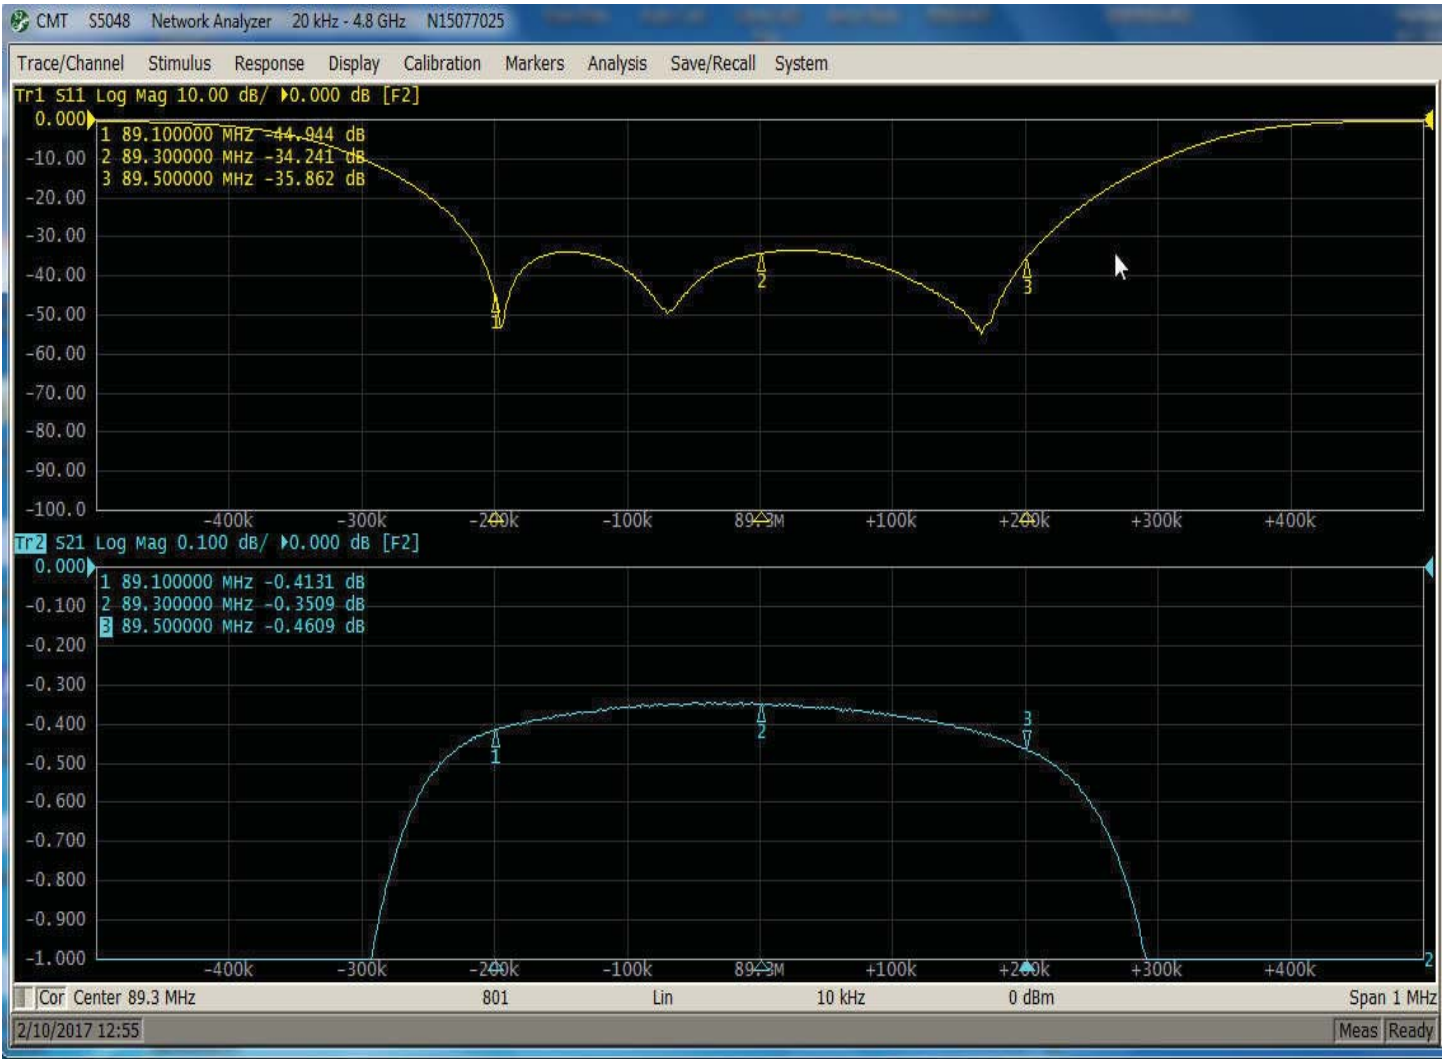 CMT S5048 Network Analyzer 20 kHz - 4.8 GHz N15077025
Trace/Channel Stimulus Response Display Calibration Markers Analysis Save/Recall System
Tr1 S11 Log Mag 10.00 dB/ ▶0.000 dB [F2]
0.000
1 89.100000 MHz -44.944 dB
-10.00
2 89.300000 MHz -34.241 dB
3 89.500000 MHz -35.862 dB
-20.00
-30.00
-40.00
2
3
-50.00
1
-60.00
-70.00
-80.00
-90.00
-100.0
-400k -300k -200k -100k 89.3M +100k +200k +300k +400k
Tr2 S21 Log Mag 0.100 dB/ ▶0.000 dB [F2]
0.000
1 89.100000 MHz -0.4131 dB
-0.100
2 89.300000 MHz -0.3509 dB
3 89.500000 MHz -0.4609 dB
-0.200
-0.300
-0.400
3
2
1
-0.500
-0.600
-0.700
-0.800
-0.900
-1.000
2
-400k -300k -200k -100k 89.3M +100k +200k +300k +400k
Cor Center 89.3 MHz 801 Lin 10 kHz 0 dBm Span 1 MHz
2/10/2017 12:55 Meas Ready